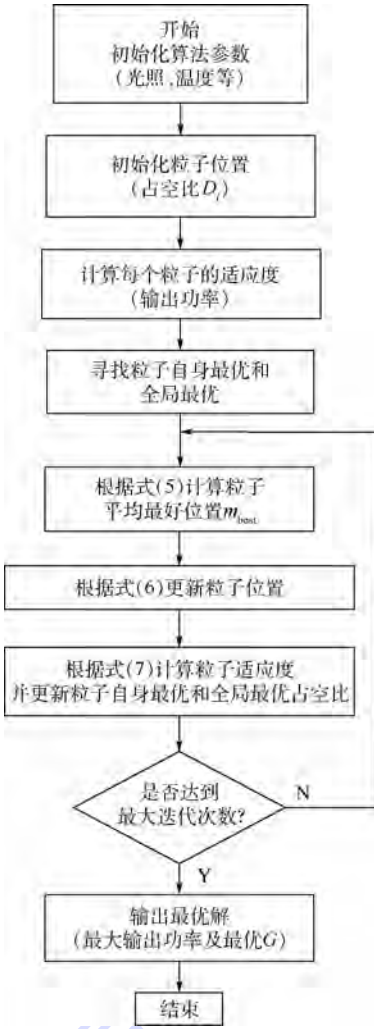 开始
初始化算法参数
(光照,温度等)
初始化粒子位置
(占空比D_i)
计算每个粒子的适应度
(输出功率)
寻找粒子自身最优和
全局最优
根据式(5)计算粒子
平均最好位置m_best
根据式(6)更新粒子位置
根据式(7)计算粒子适应度
并更新粒子自身最优和全局最优占空比
是否达到
最大迭代次数?
N
Y
输出最优解
(最大输出功率及最优G)
结束